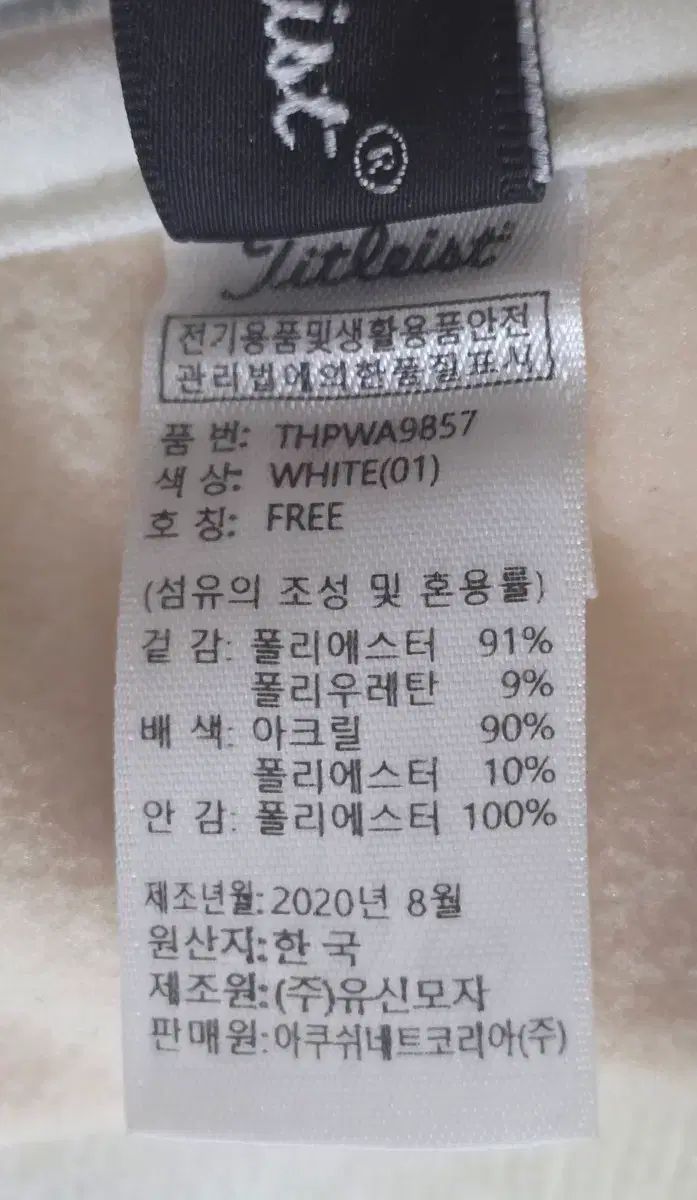 ist®
Titleist
전기용품및생활용품안전
관리법에의한품질표시
품 번: THPWA9857
색 상: WHITE(01)
호 칭: FREE
(섬유의 조성 및 혼용률)
겉 감: 폴리에스터 91%
폴리우레탄 9%
배 색: 아크릴 90%
폴리에스터 10%
안 감: 폴리에스터 100%
제조년월:2020년 8월
원산지:한 국
제조원:(주)유신모자
판매원:아쿠쉬네트코리아(주)